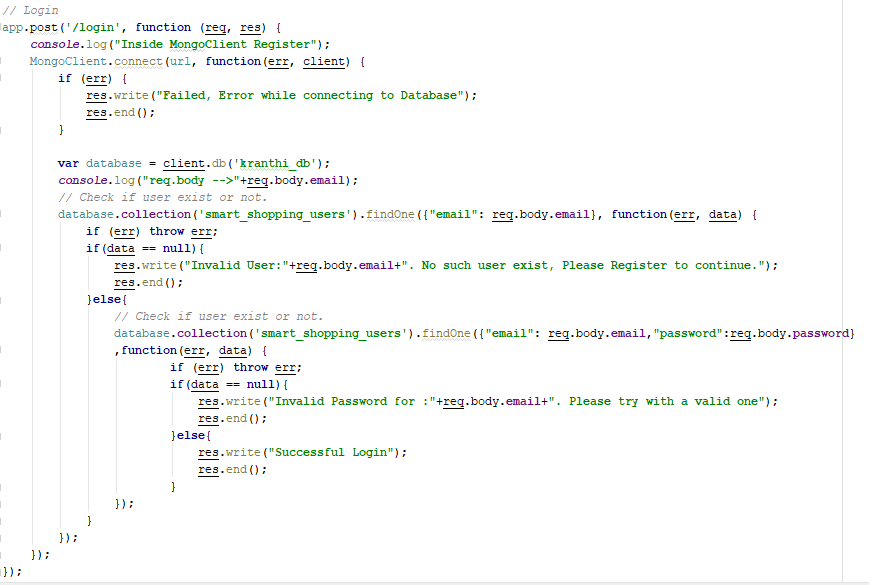 // Login
app.post('/login', function (req, res) {
    console.log("Inside MongoClient Register");
    MongoClient.connect(url, function(err, client) {
        if (err) {
            res.write("Failed, Error while connecting to Database");
            res.end();
        }

        var database = client.db('kranthi_db');
        console.log("req.body -->"+req.body.email);
        // Check if user exist or not.
        database.collection('smart_shopping_users').findOne({"email": req.body.email}, function(err, data) {
            if (err) throw err;
            if(data == null){
                res.write("Invalid User:"+req.body.email+". No such user exist, Please Register to continue.");
                res.end();
            }else{
                // Check if user exist or not.
                database.collection('smart_shopping_users').findOne({"email": req.body.email,"password":req.body.password}
                ,function(err, data) {
                        if (err) throw err;
                        if(data == null){
                            res.write("Invalid Password for :"+req.body.email+". Please try with a valid one");
                            res.end();
                        }else{
                            res.write("Successful Login");
                            res.end();
                        }
                });
            }
        });
    });
});